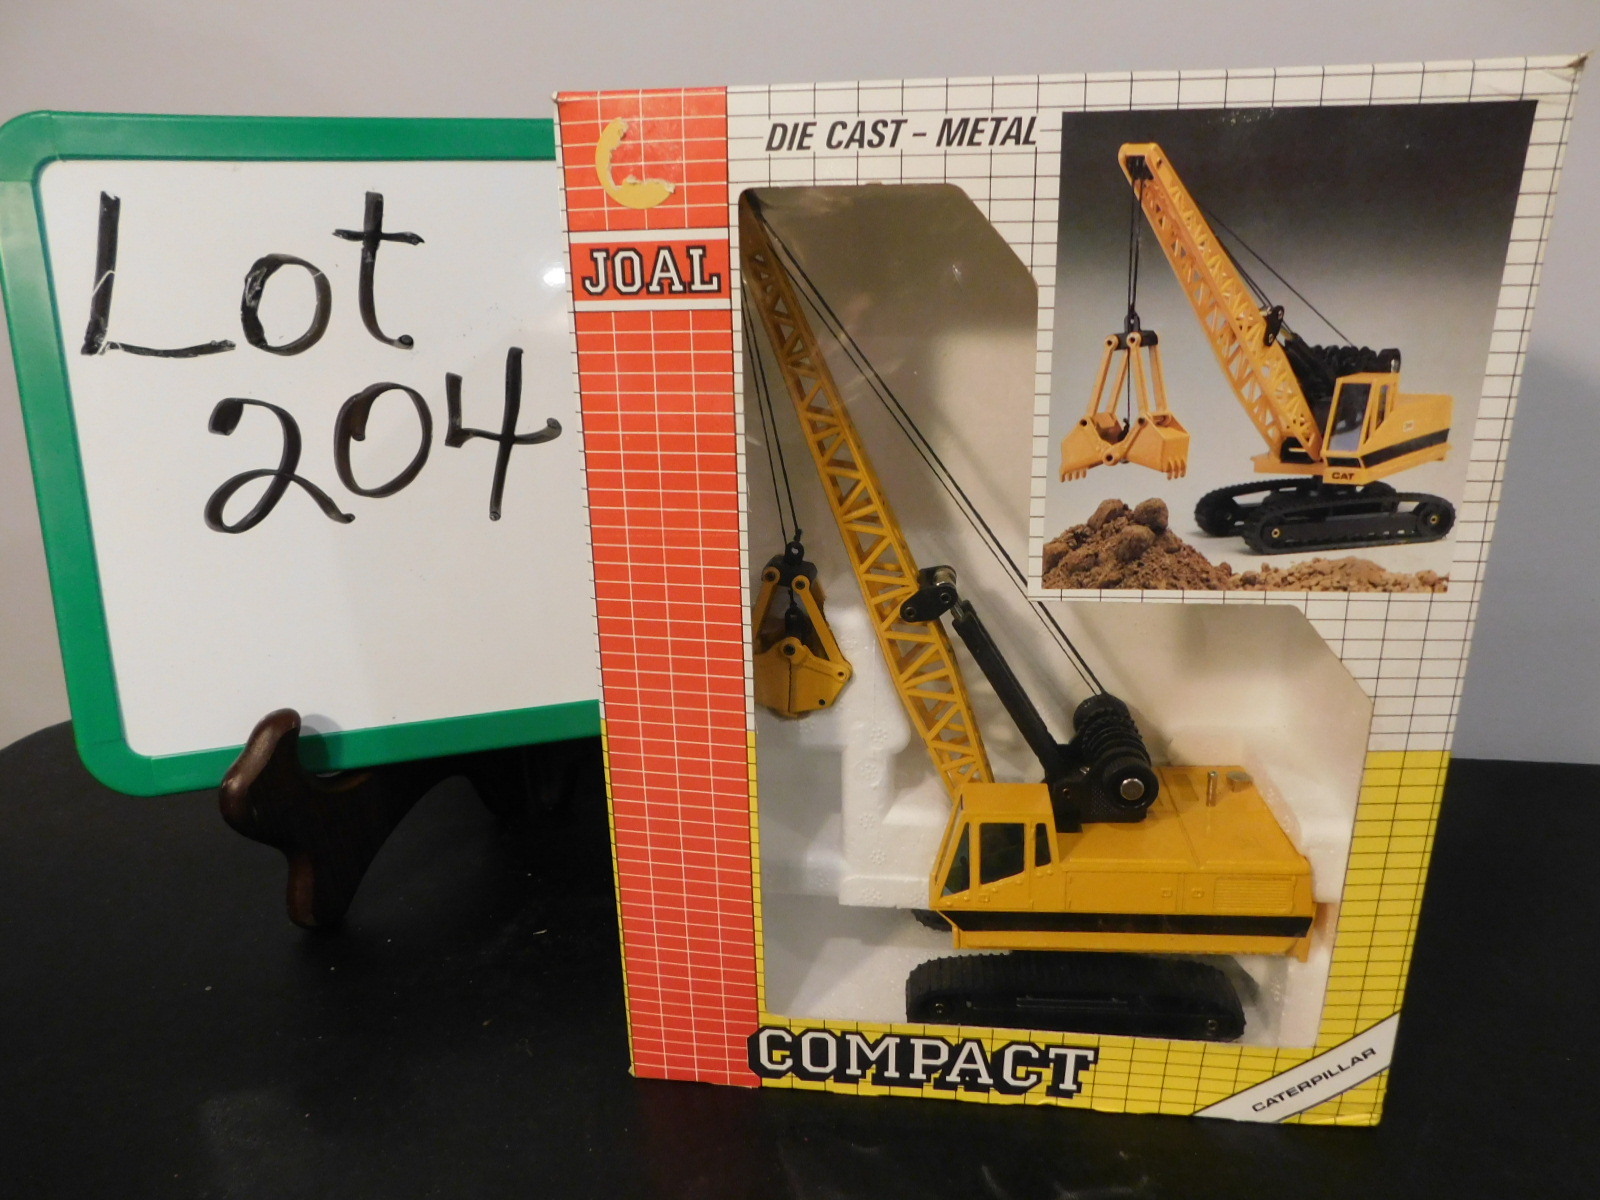 Lot
204
DIE CAST - METAL
JOAL
CAT
COMPACT
CATERPILLAR